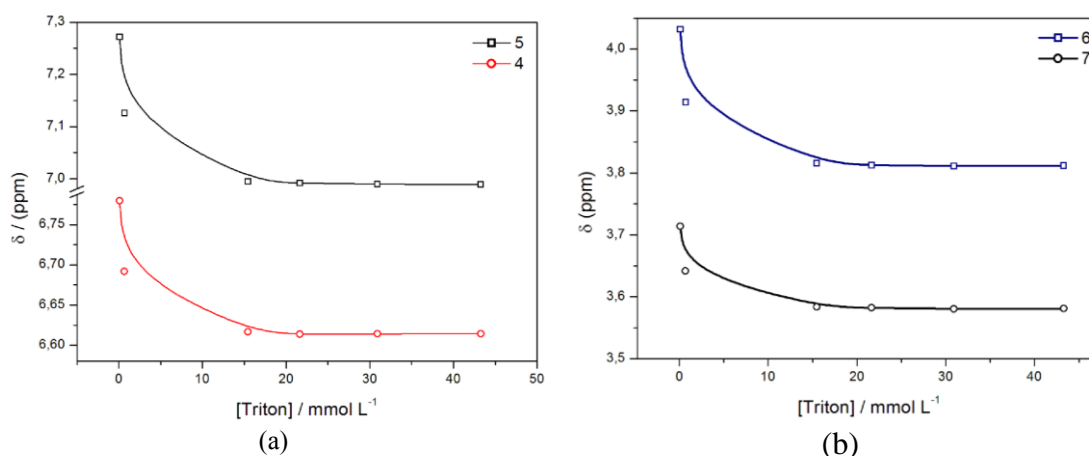 7,3
7,2
7,1
7,0
6,75
6,70
6,65
6,60
δ / (ppm)
5
4
0 10 20 30 40 50
[Triton] / mmol L⁻¹
(a)
4,0
3,9
3,8
3,7
3,6
3,5
δ (ppm)
6
7
0 10 20 30 40
[Triton] / mmol L⁻¹
(b)